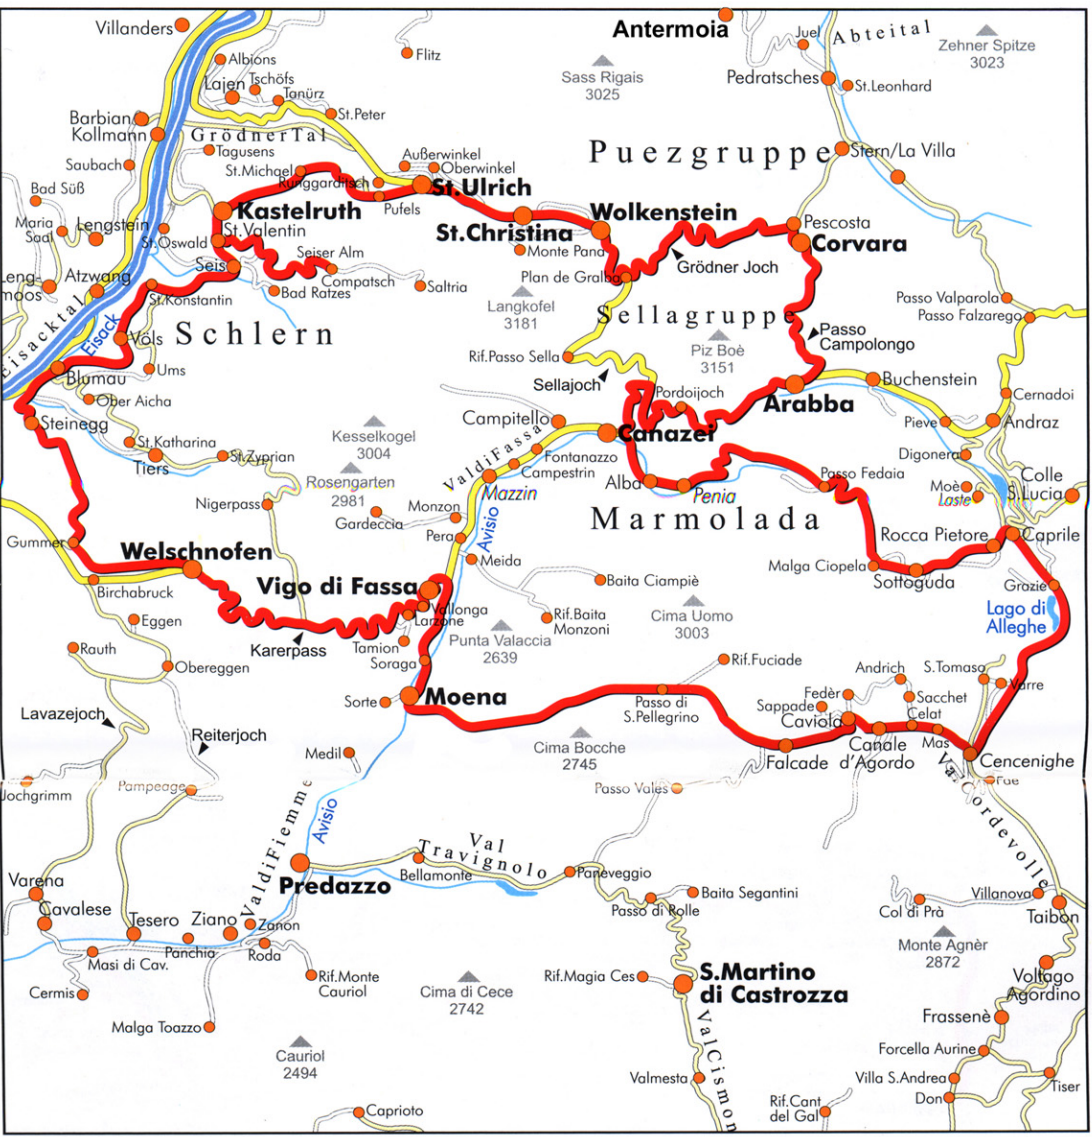 Villanders
Antermoia
Juel
Abteital
Zehner Spitze
3023
Flitz
Albions
Tschöfs
Lajen
Tanürz
Sass Rigais
3025
Pedratsches
St.Leonhard
St.Peter
Barbian
Kollmann
GrödnerTal
Tagusens
Puezgruppe
Stern/La Villa
Saubach
St.Michael
Runggaditsch
Außerwinkel
Oberwinkel
St.Ulrich
Pufels
Bad Süß
Maria
Saal
Lengstein
Kastelruth
St.Valentin
St.Oswald
St.Christina
Wolkenstein
Pescosta
Corvara
Seiser Alm
Compatsch
Monte Pana
Grödner Joch
Plan de Gralba
Seis
Bad Ratzes
Saltria
Leng-
moos
Atzwang
St.Konstantin
Eisacktal
Eisack
Schlern
Langkofel
3181
Sellagruppe
Passo Valparola
Passo Falzarego
Passo
Campolongo
Piz Boè
3151
Völs
Ums
Rif.Passo Sella
Sellajoch
Blumau
Ober Aicha
Buchenstein
Arabba
Pordoijoch
Cernadoi
Pieve
Andraz
Steinegg
St.Katharina
Tiers
St.Zyprian
Kesselkogel
3004
Rosengarten
2981
Campitello
Canazei
ValdiFassa
Fontanazzo
Campestrin
Mazzin
Alba
Penia
Passo Fedaia
Digonera
Moè
Laste
Colle
S.Lucia
Nigerpass
Gardeccia
Monzon
Pera
Avisio
Marmolada
Gummer
Welschnofen
Birchabruck
Meida
Rocca Pietore
Caprile
Malga Ciopela
Sottoguda
Vigo di Fassa
Vallonga
Larzone
Baita Ciampiè
Rif.Baita
Monzoni
Cima Uomo
3003
Grazie
Lago di
Alleghe
Eggen
Rauth
Obereggen
Karerpass
Tamion
Soraga
Punta Valaccia
2639
Rif.Fuciade
Andrich
S.Tomaso
Varre
Sorte
Moena
Passo di
S.Pellegrino
Fedèr
Sappade
Caviola
Sacchet
Celat
Mas
Lavazejoch
Reiterjoch
Medil
Cima Bocche
2745
Falcade
Canale
d'Agordo
Cencenighe
Fae
Jochgrimm
Pampeago
Passo Vales
ValCordevolle
ValdiFiemme
Avisio
Val
Travignolo
Predazzo
Bellamonte
Paneveggio
Varena
Cavalese
Tesero
Ziano
Zanon
Panchia
Roda
Masi di Cav.
Cermis
Passo di Rolle
Baita Segantini
Col di Prà
Villanova
Taibon
Monte Agnèr
2872
Rif.Monte
Cauriol
Cima di Cece
2742
Rif.Magia Ces
S.Martino
di Castrozza
Voltago
Agordino
Malga Toazzo
Frassenè
Cauriol
2494
ValCismon
Forcella Aurine
Valmesta
Villa S.Andrea
Don
Tiser
Caprioto
Rif.Cant
del Gal